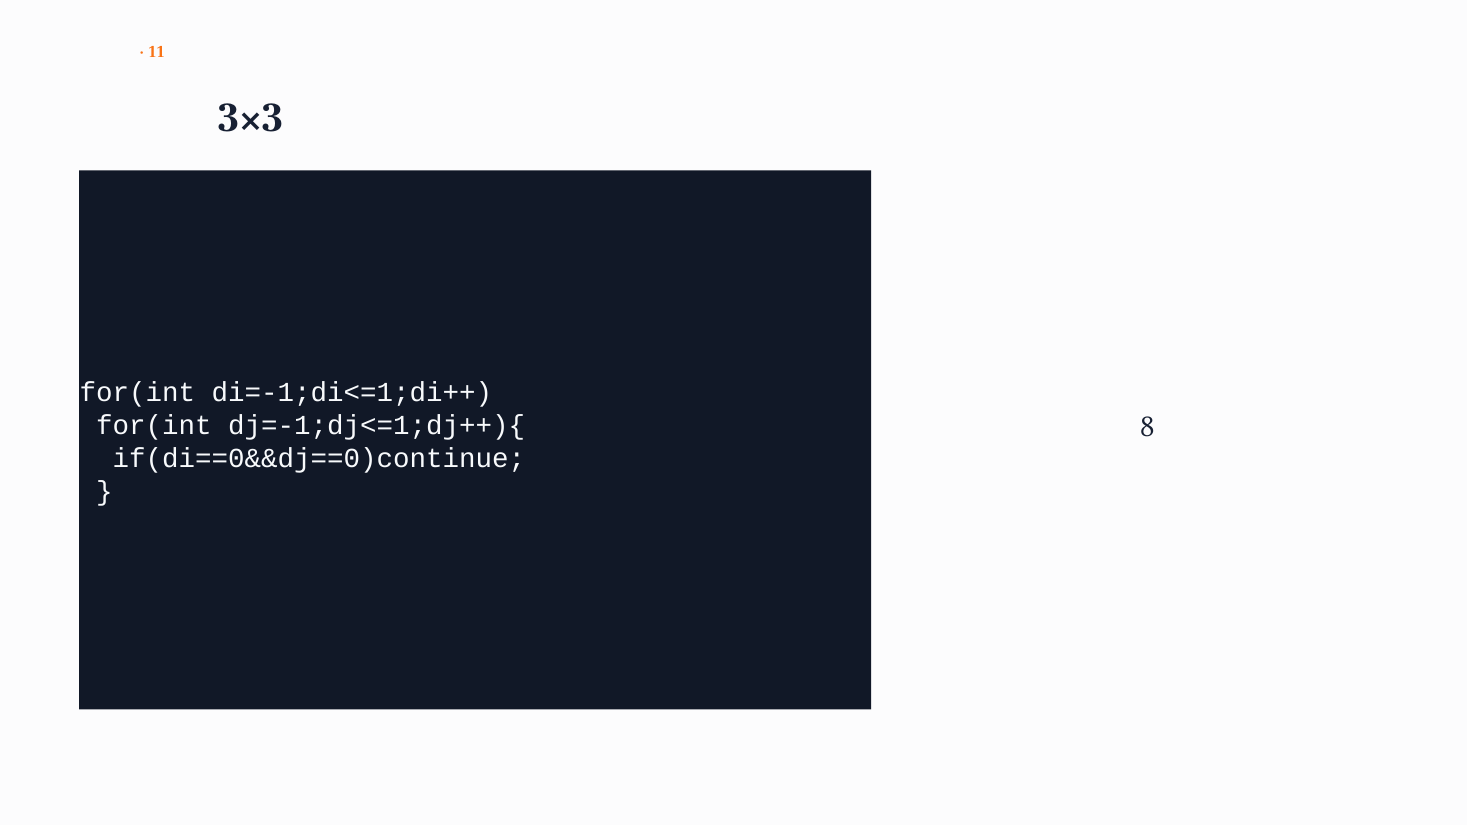 · 11
3×3
for(int di=-1;di<=1;di++)
 for(int dj=-1;dj<=1;dj++){
  if(di==0&&dj==0)continue;
 }
8